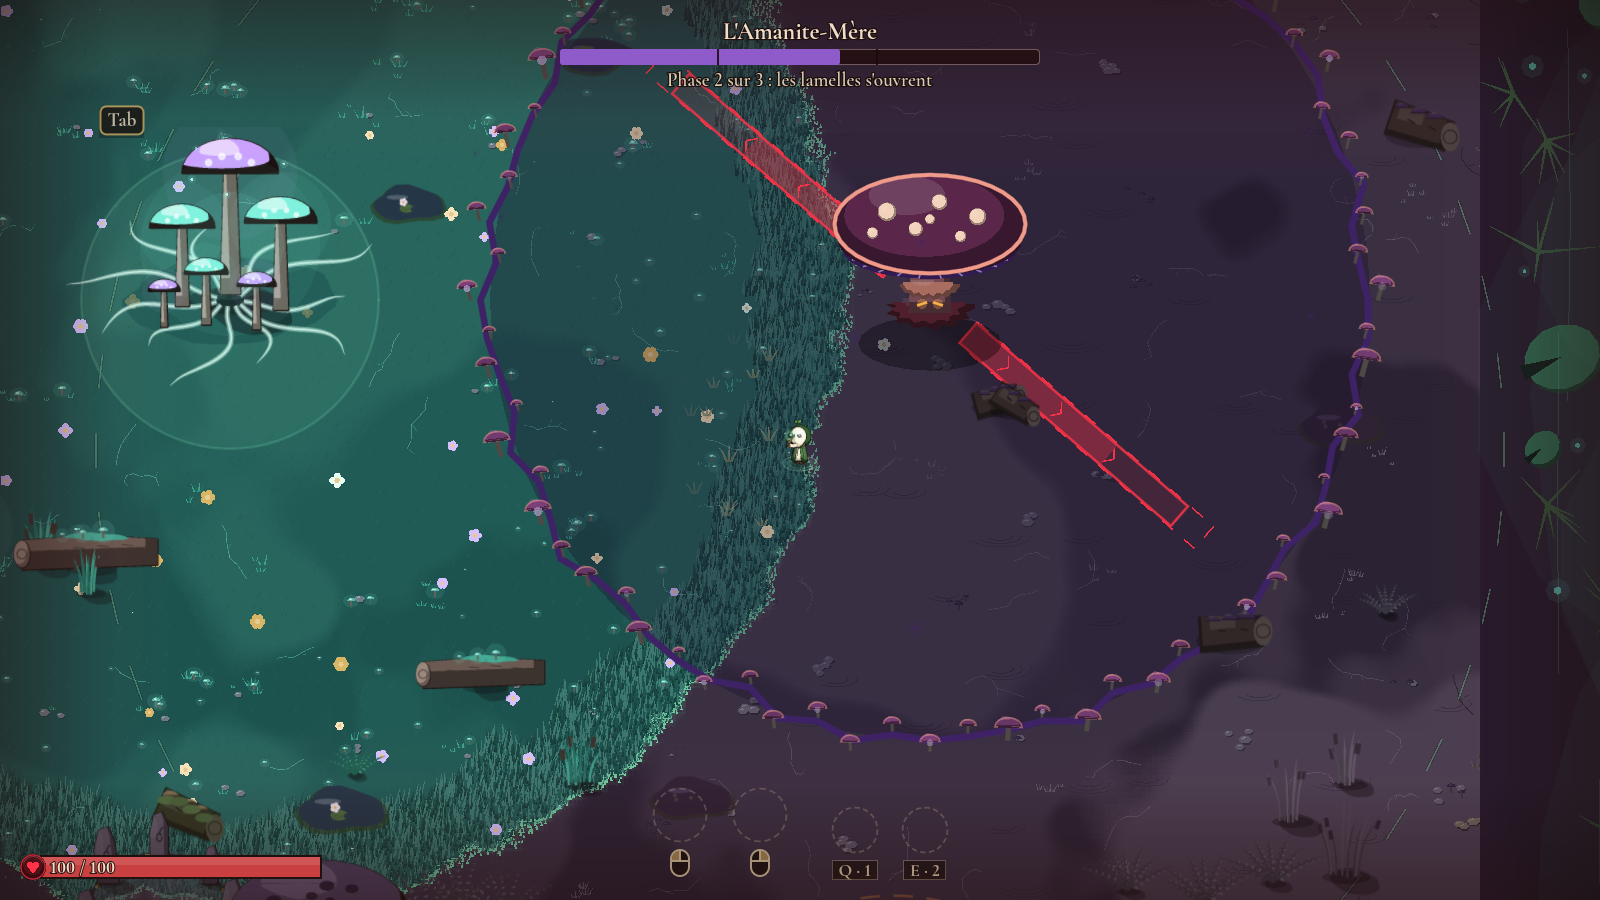 L'Amanite-Mère
Phase 2 sur 3 : les lamelles s'ouvrent
Tab
100 / 100
Q · 1
E · 2